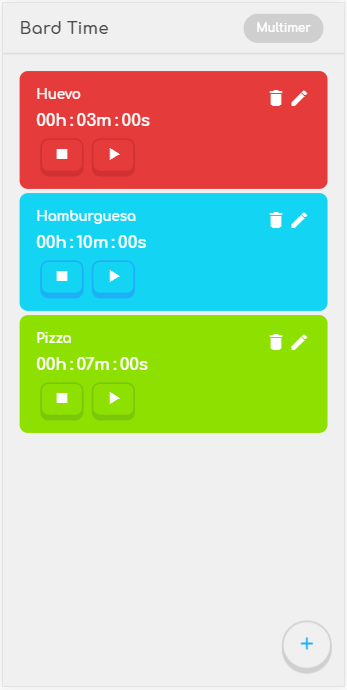 Bard Time
Multimer
Huevo
00h : 03m : 00s
Hamburguesa
00h : 10m : 00s
Pizza
00h : 07m : 00s
+